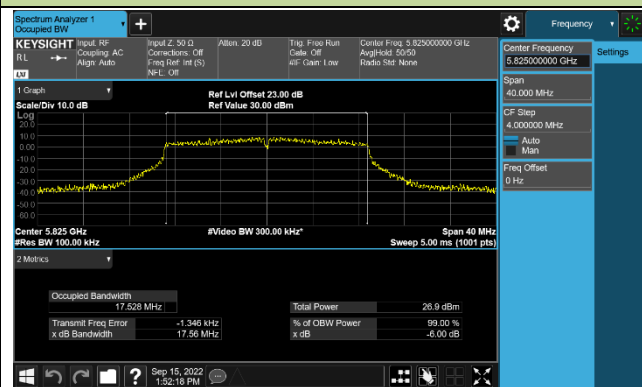 Spectrum Analyzer 1
Occupied BW
Frequency
KEYSIGHT
RL
LXI
Input: RF
Coupling: AC
Align: Auto
Input Z: 50 Ω
Corrections: Off
Freq Ref: Int (S)
NFE: Off
Atten: 20 dB
Trig: Free Run
Gate: Off
#IF Gain: Low
Center Freq: 5.825000000 GHz
Avg|Hold: 50/50
Radio Std: None
Center Frequency
5.825000000 GHz
Settings
Span
40.000 MHz
CF Step
4.000000 MHz
Auto
Man
Freq Offset
0 Hz
1 Graph
Scale/Div 10.0 dB
Ref Lvl Offset 23.00 dB
Ref Value 30.00 dBm
Log
20.0
10.0
0.00
-10.0
-20.0
-30.0
-40.0
-50.0
-60.0
Center 5.825 GHz
#Video BW 300.00 kHz*
Span 40 MHz
#Res BW 100.00 kHz
Sweep 5.00 ms (1001 pts)
2 Metrics
Occupied Bandwidth
17.528 MHz
Total Power 26.9 dBm
Transmit Freq Error -1.346 kHz
% of OBW Power 99.00 %
x dB Bandwidth 17.56 MHz
x dB -6.00 dB
?
Sep 15, 2022
1:52:18 PM